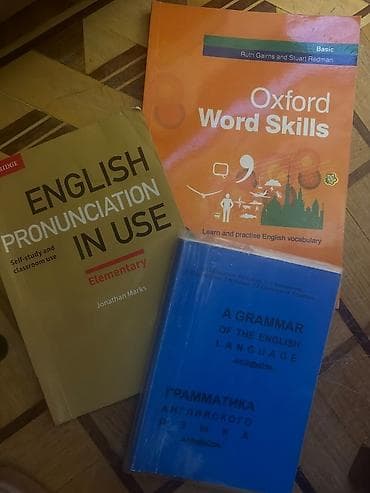 Basic
Ruth Gairns and Stuart Redman
Oxford
Word Skills
Learn and practise English vocabulary
ENGLISH
PRONUNCIATION
IN USE
Self-study and
classroom use
Elementary
Jonathan Marks
A GRAMMAR
OF THE ENGLISH
LANGUAGE
ГРАММАТИКА
АНГЛИЙСКОГО
ЯЗЫКА